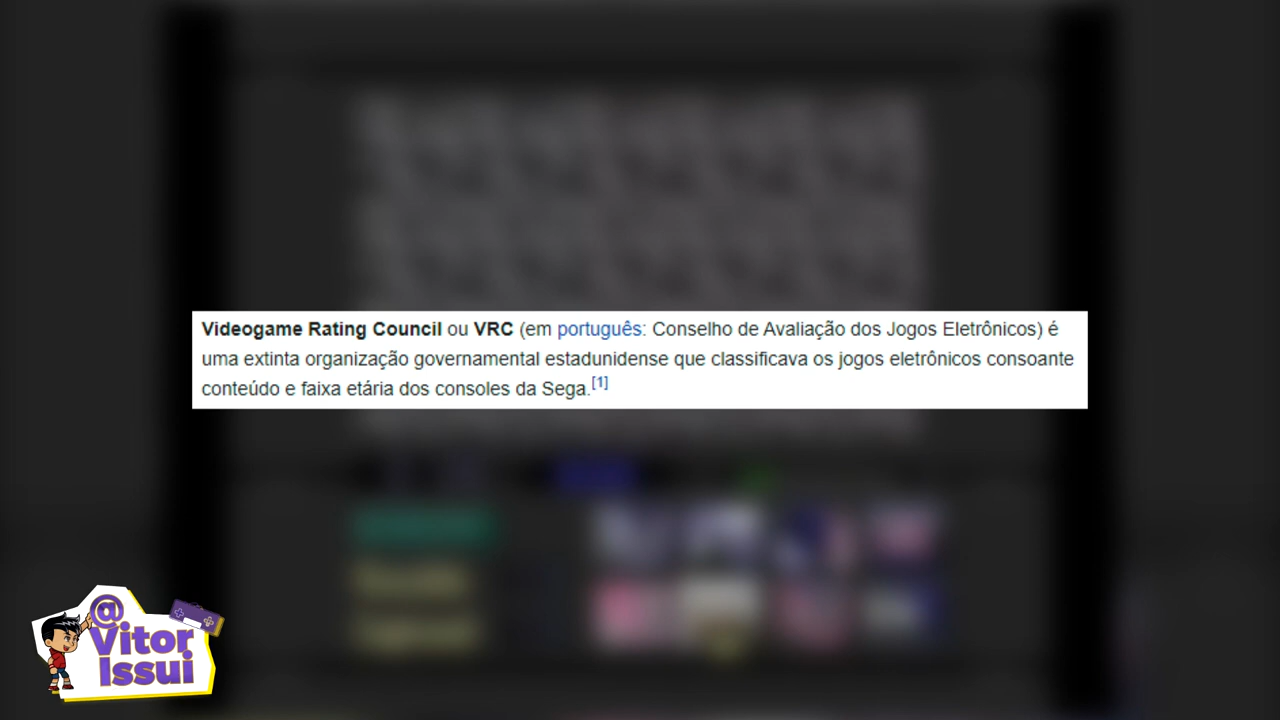 Videogame Rating Council ou VRC (em português: Conselho de Avaliação dos Jogos Eletrônicos) é
uma extinta organização governamental estadunidense que classificava os jogos eletrônicos consoante
conteúdo e faixa etária dos consoles da Sega.[1]
@
Vitor
Issui